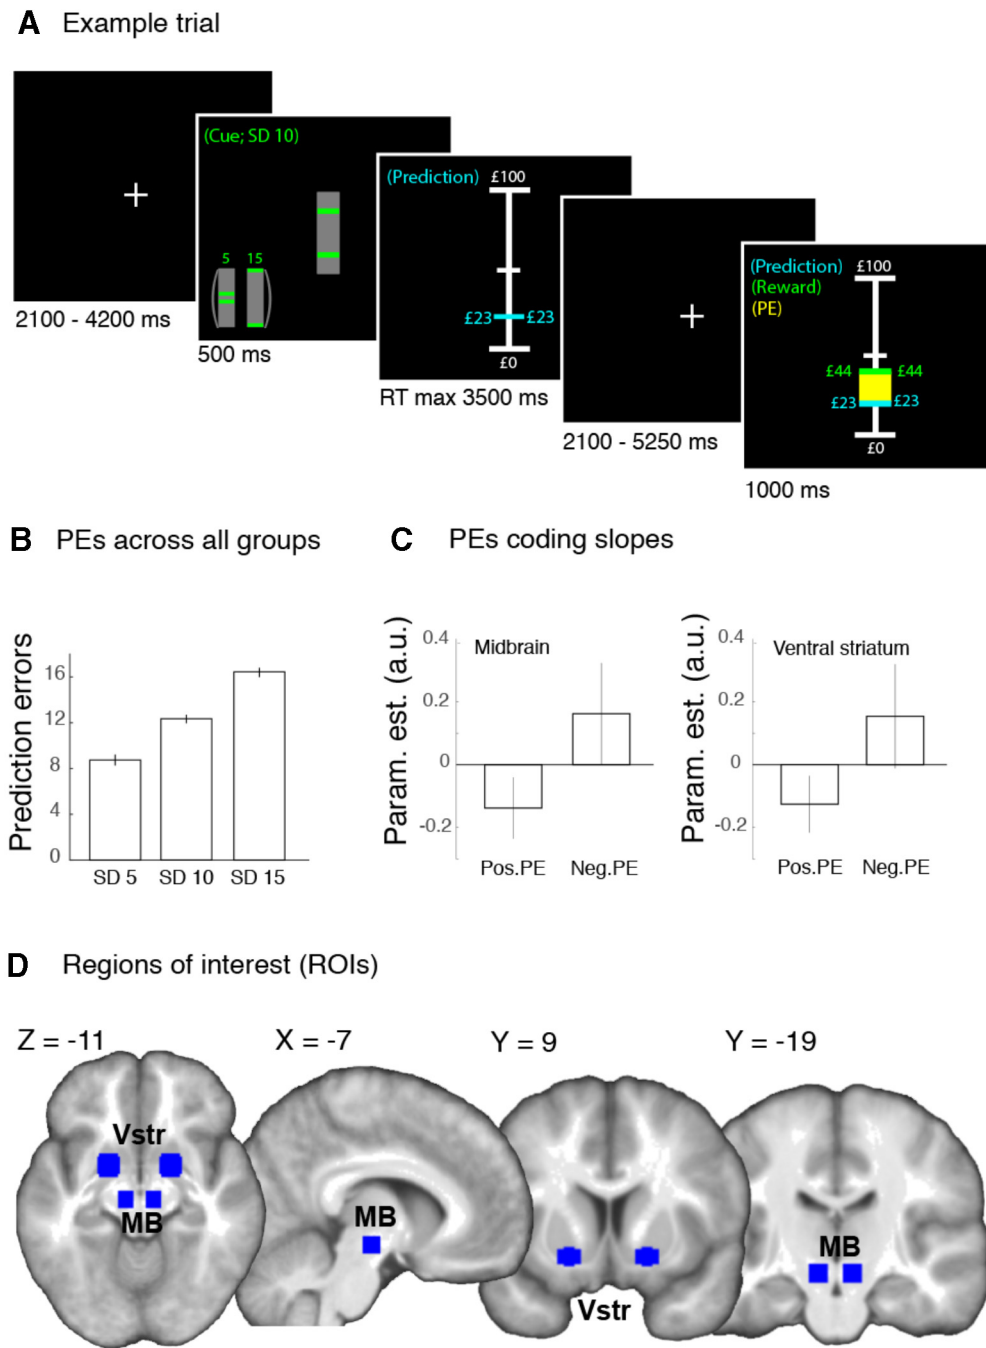 A Example trial
2100 - 4200 ms
(Cue; SD 10)
5 15
500 ms
(Prediction)
£100
£23 £23
£0
RT max 3500 ms
2100 - 5250 ms
(Prediction)
(Reward)
(PE)
£100
£44 £44
£23 £23
£0
1000 ms
B PEs across all groups
Prediction errors
16
12
8
4
0
SD 5 SD 10 SD 15
C PEs coding slopes
Param. est. (a.u.)
0.4
0.2
0
-0.2
Midbrain
Pos.PE Neg.PE
Param. est. (a.u.)
0.4
0.2
0
-0.2
Ventral striatum
Pos.PE Neg.PE
D Regions of interest (ROIs)
Z = -11 X = -7 Y = 9 Y = -19
Vstr
MB
MB
Vstr
MB